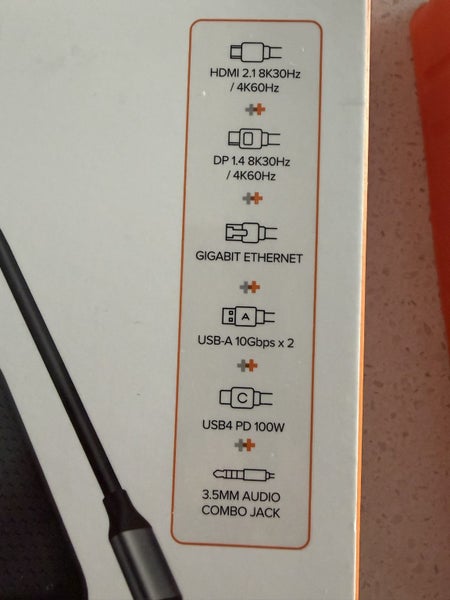 HDMI 2.1 8K30Hz
/ 4K60Hz
DP 1.4 8K30Hz
/ 4K60Hz
GIGABIT ETHERNET
A
USB-A 10Gbps x 2
C
USB4 PD 100W
3.5MM AUDIO
COMBO JACK